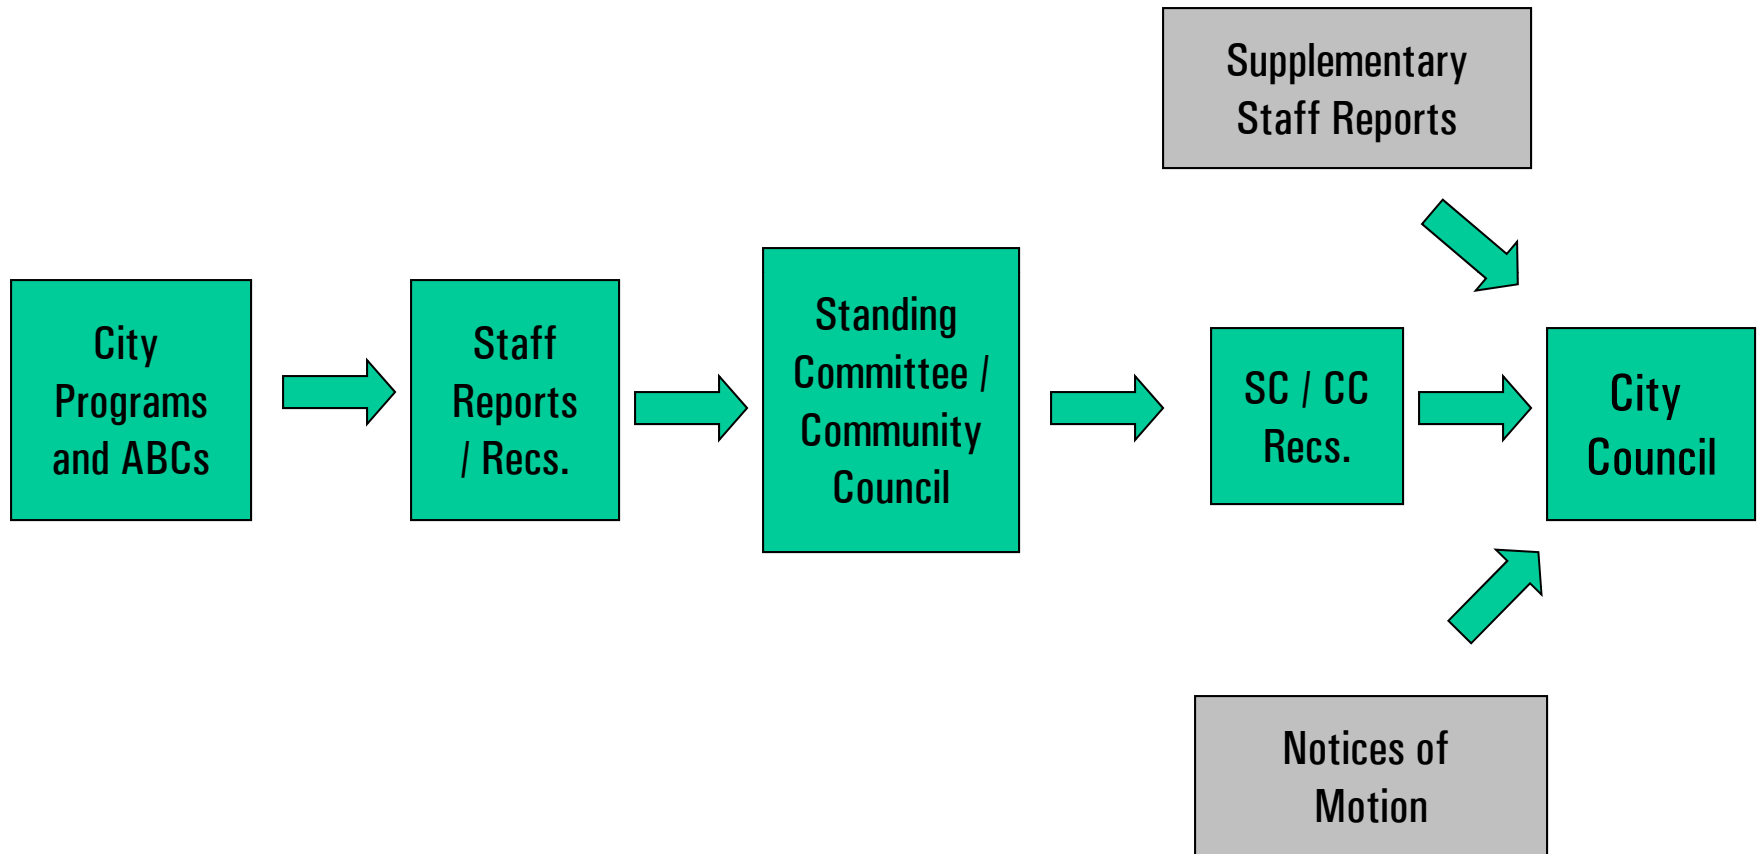 Supplementary
Staff Reports
City
Programs
and ABCs
Staff
Reports
/ Recs.
Standing
Committee /
Community
Council
SC / CC
Recs.
City
Council
Notices of
Motion